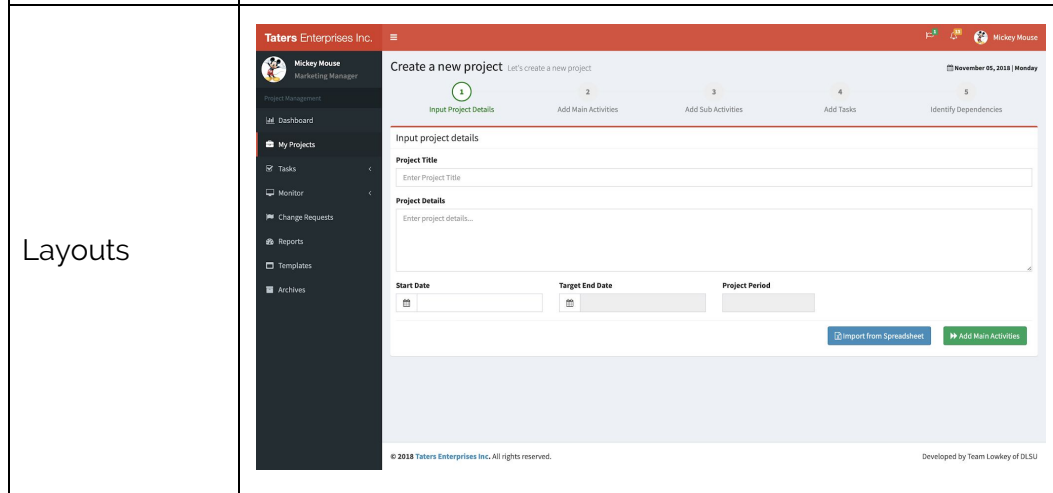 Layouts
Taters Enterprises Inc.
Mickey Mouse
Mickey Mouse
Marketing Manager
Project Management
Dashboard
My Projects
Tasks
Monitor
Change Requests
Reports
Templates
Archives
Create a new project Let's create a new project
November 05, 2018 | Monday
1 2 3 4 5
Input Project Details Add Main Activities Add Sub Activities Add Tasks Identify Dependencies
Input project details
Project Title
Enter Project Title
Project Details
Enter project details...
Start Date Target End Date Project Period
Import from Spreadsheet Add Main Activities
© 2018 Taters Enterprises Inc. All rights reserved. Developed by Team Lowkey of DLSU